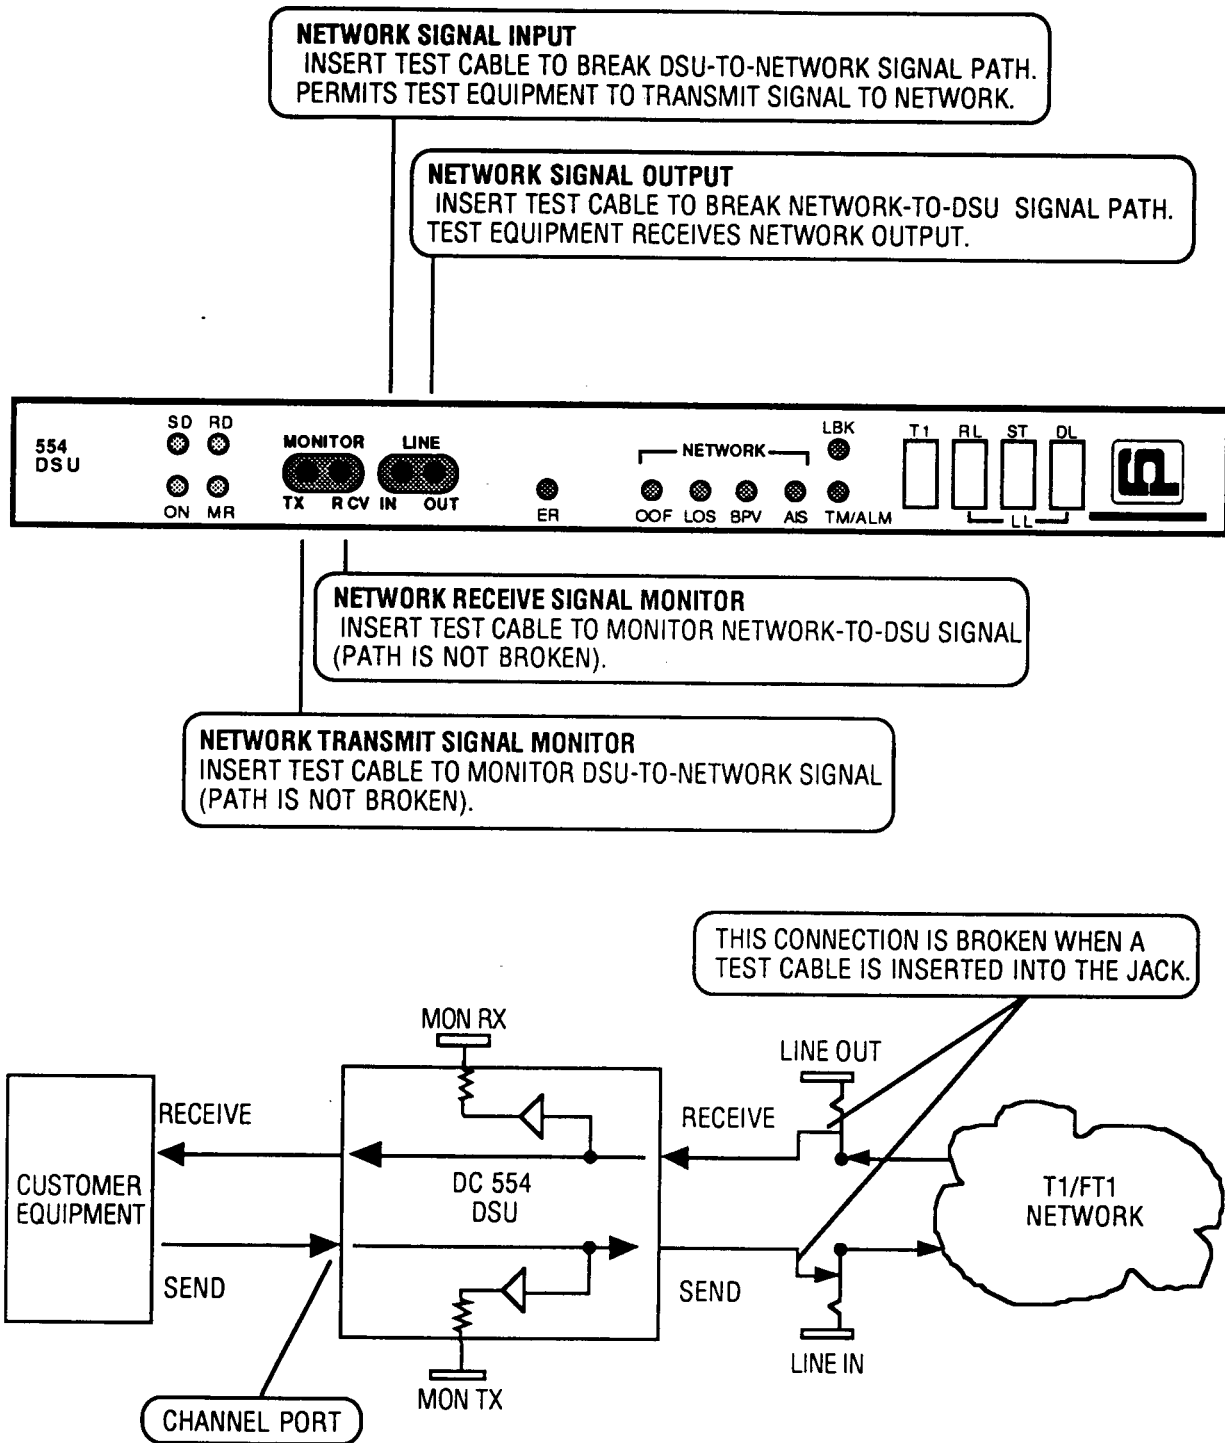 NETWORK SIGNAL INPUT
INSERT TEST CABLE TO BREAK DSU-TO-NETWORK SIGNAL PATH.
PERMITS TEST EQUIPMENT TO TRANSMIT SIGNAL TO NETWORK.
NETWORK SIGNAL OUTPUT
INSERT TEST CABLE TO BREAK NETWORK-TO-DSU SIGNAL PATH.
TEST EQUIPMENT RECEIVES NETWORK OUTPUT.
554
DSU
SD RD
ON MR
MONITOR LINE
TX RCV IN OUT
ER
NETWORK
OOF LOS BPV AIS TM/ALM
LBK
T1 RL ST DL
LL
NETWORK RECEIVE SIGNAL MONITOR
INSERT TEST CABLE TO MONITOR NETWORK-TO-DSU SIGNAL
(PATH IS NOT BROKEN).
NETWORK TRANSMIT SIGNAL MONITOR
INSERT TEST CABLE TO MONITOR DSU-TO-NETWORK SIGNAL
(PATH IS NOT BROKEN).
THIS CONNECTION IS BROKEN WHEN A
TEST CABLE IS INSERTED INTO THE JACK.
MON RX
LINE OUT
RECEIVE
RECEIVE
CUSTOMER
EQUIPMENT
DC 554
DSU
T1/FT1
NETWORK
SEND
SEND
LINE IN
MON TX
CHANNEL PORT